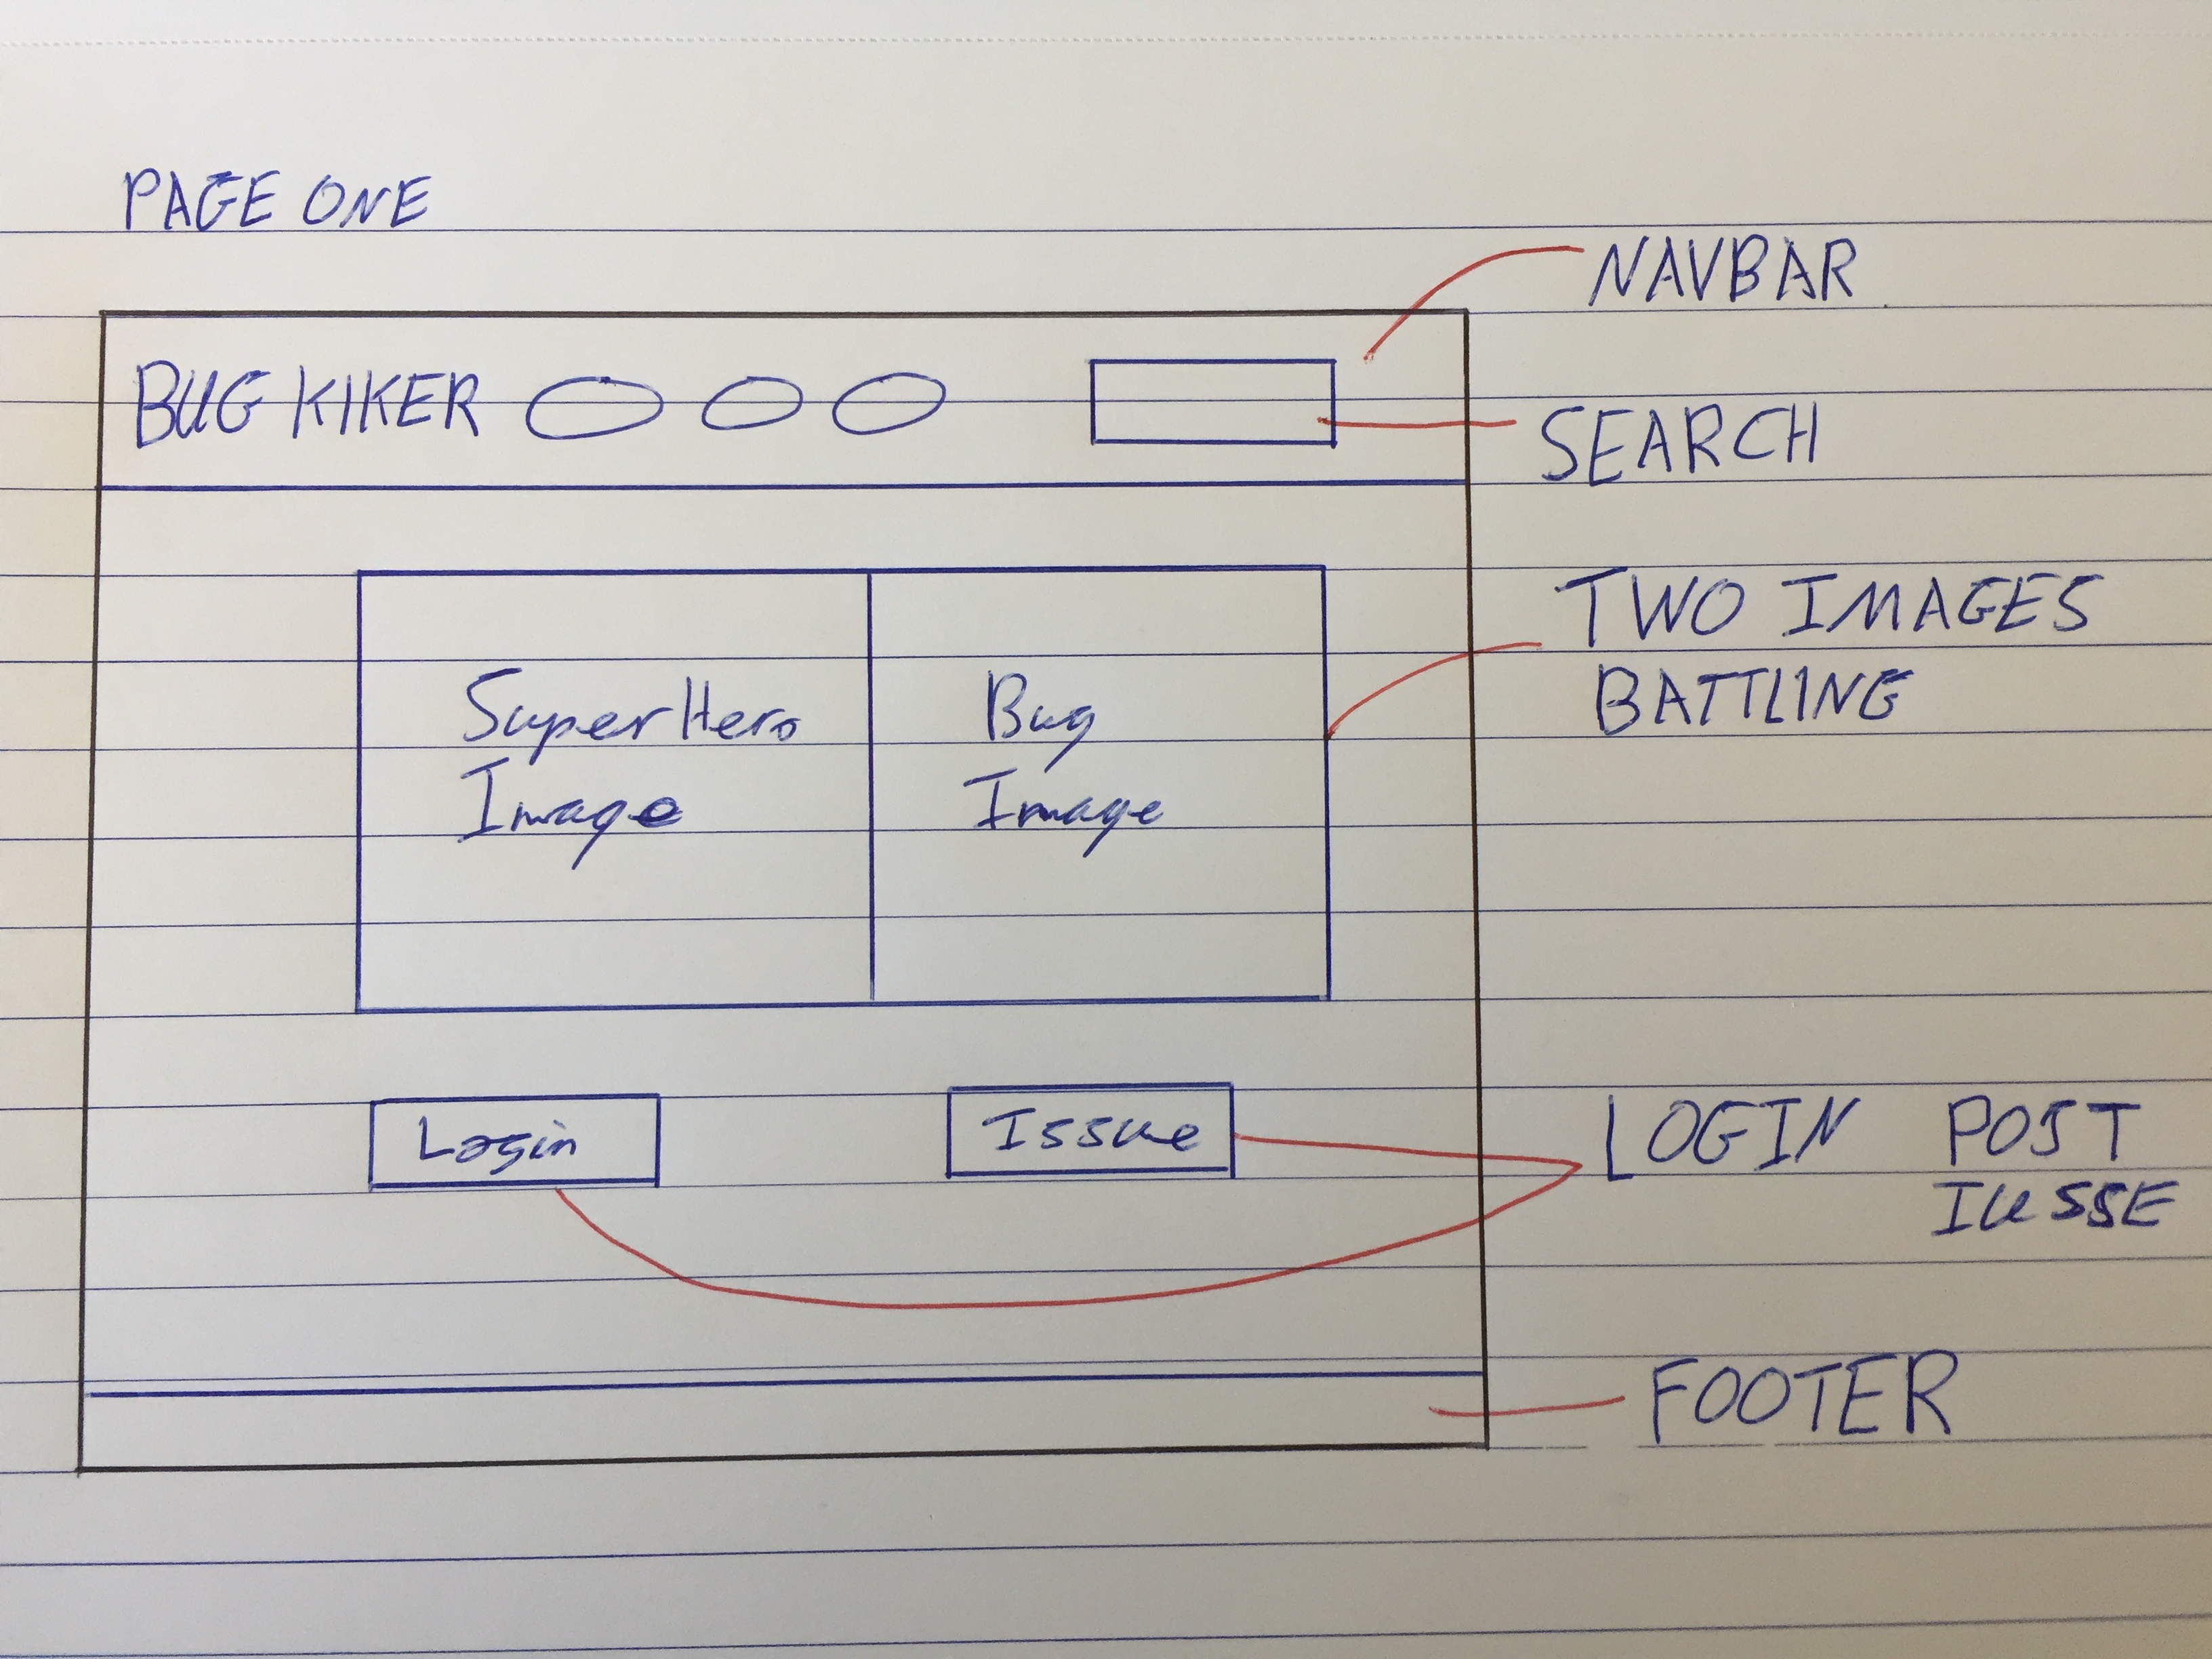 PAGE ONE
NAVBAR
BUG KIKER
SEARCH
TWO IMAGES
BATTLING
SuperHero
Image
Bug
Image
Login
Issue
LOGIN POST
IUSSE
FOOTER